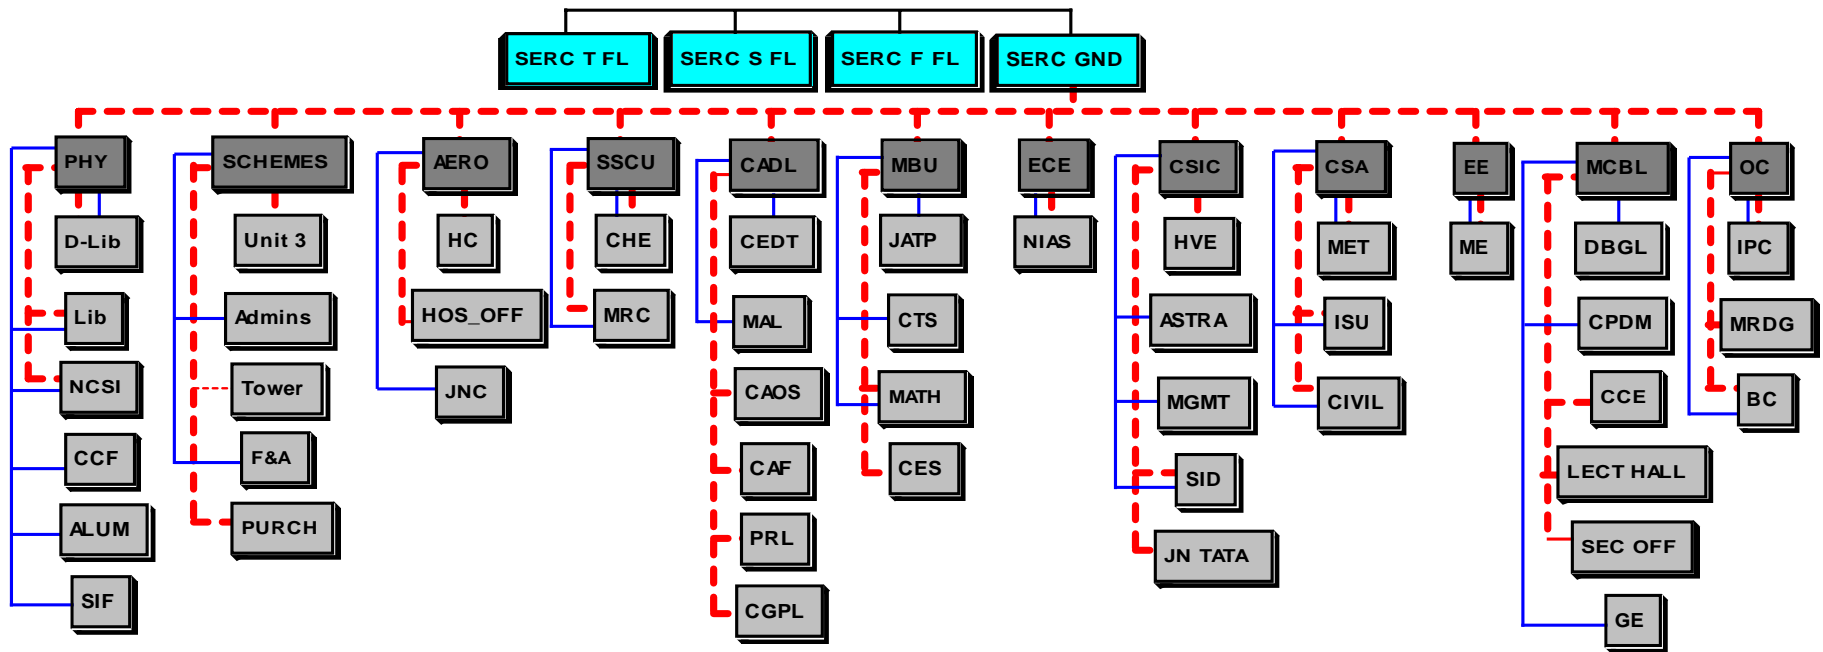 SERC T FL
SERC S FL
SERC F FL
SERC GND
PHY
SCHEMES
AERO
SSCU
CADL
MBU
ECE
CSIC
CSA
EE
MCBL
OC
D-Lib
Unit 3
HC
CHE
CEDT
JATP
NIAS
HVE
MET
ME
DBGL
IPC
Lib
Admins
HOS_OFF
MRC
MAL
CTS
ASTRA
ISU
CPDM
MRDG
NCSI
Tower
JNC
CAOS
MATH
MGMT
CIVIL
CCE
BC
CCF
F&A
CAF
CES
SID
LECT HALL
ALUM
PURCH
PRL
JN TATA
SEC OFF
SIF
CGPL
GE